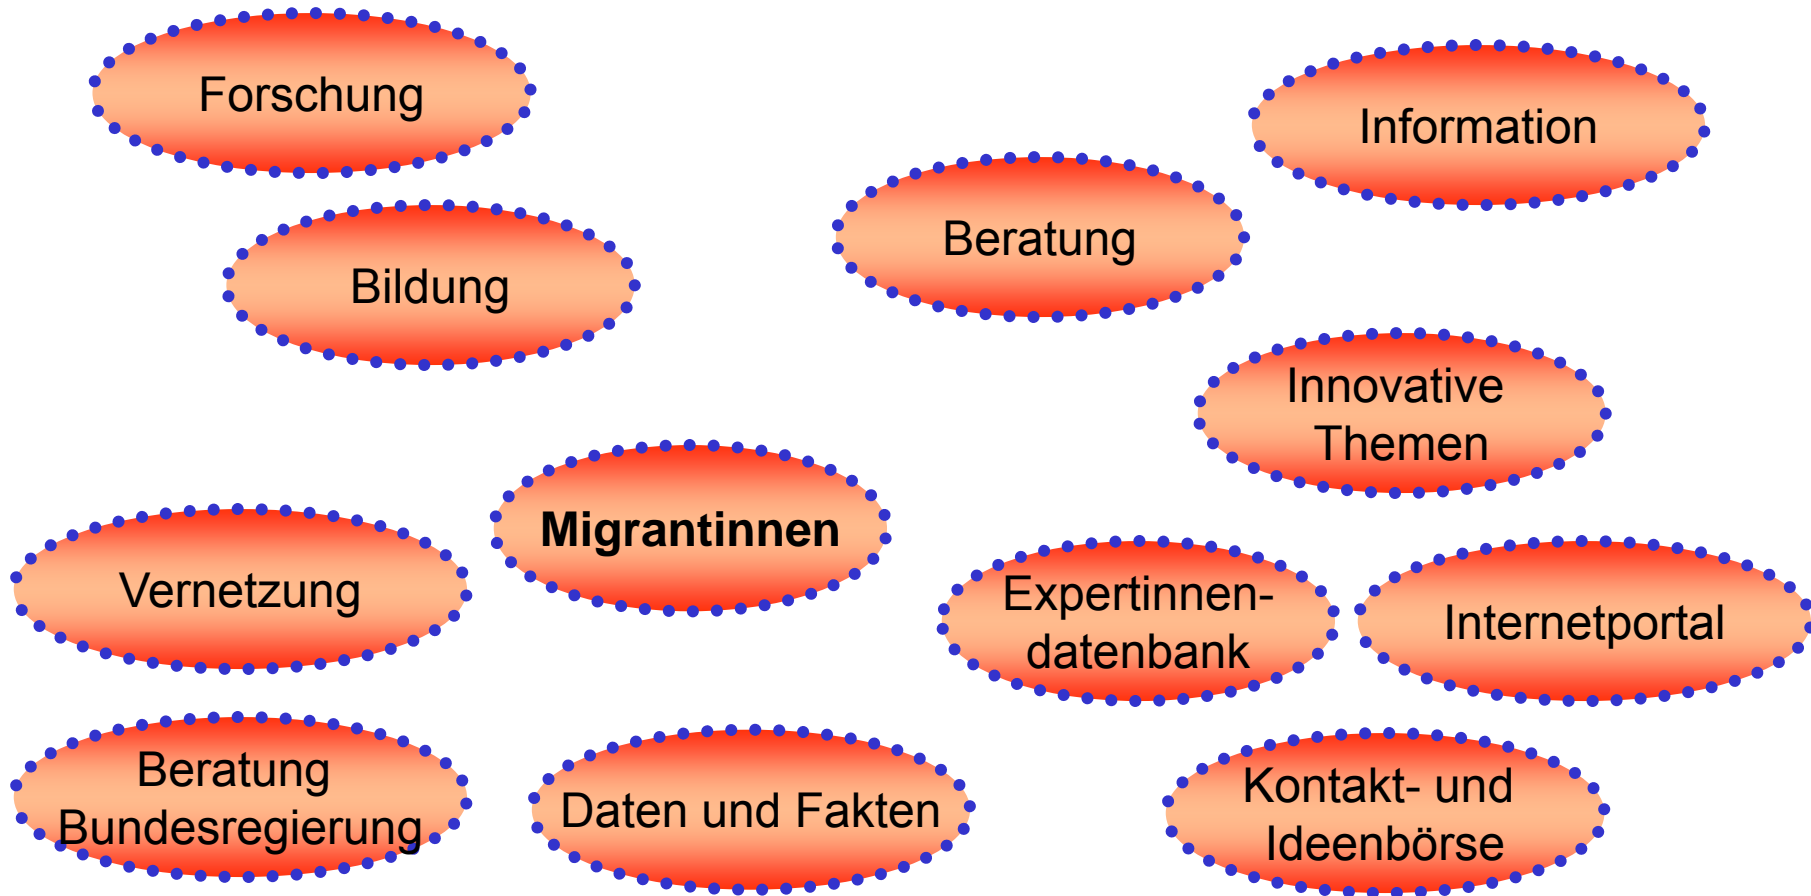 Forschung
Information
Beratung
Bildung
Innovative
Themen
Migrantinnen
Vernetzung
Expertinnen-
datenbank
Internetportal
Beratung
Bundesregierung
Daten und Fakten
Kontakt- und
Ideenbörse